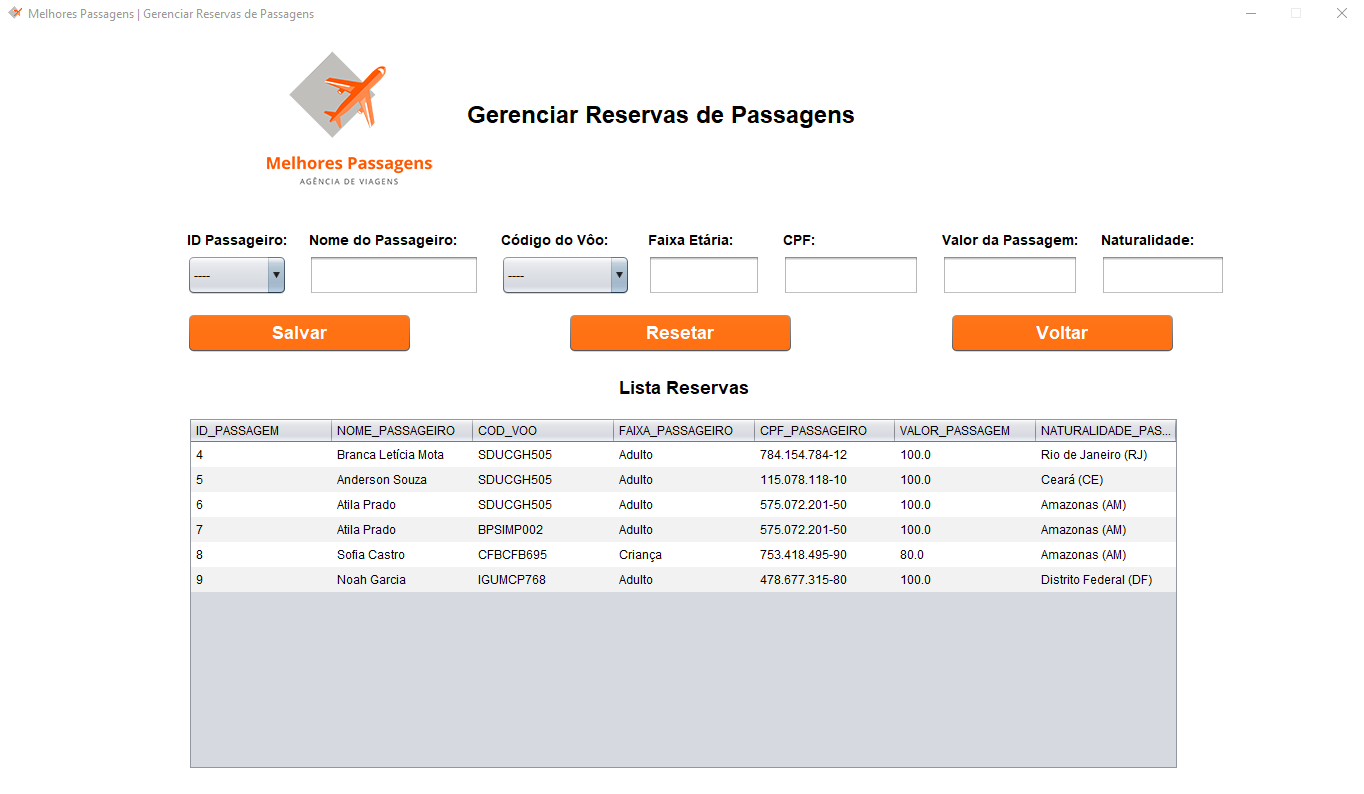 Melhores Passagens | Gerenciar Reservas de Passagens
Gerenciar Reservas de Passagens
Melhores Passagens
AGÊNCIA DE VIAGENS
ID Passageiro: Nome do Passageiro: Código do Vôo: Faixa Etária: CPF: Valor da Passagem: Naturalidade:
---- ----
Salvar Resetar Voltar
Lista Reservas
ID_PASSAGEM NOME_PASSAGEIRO COD_VOO FAIXA_PASSAGEIRO CPF_PASSAGEIRO VALOR_PASSAGEM NATURALIDADE_PAS...
4 Branca Letícia Mota SDUCGH505 Adulto 784.154.784-12 100.0 Rio de Janeiro (RJ)
5 Anderson Souza SDUCGH505 Adulto 115.078.118-10 100.0 Ceará (CE)
6 Atila Prado SDUCGH505 Adulto 575.072.201-50 100.0 Amazonas (AM)
7 Atila Prado BPSIMP002 Adulto 575.072.201-50 100.0 Amazonas (AM)
8 Sofia Castro CFBCFB695 Criança 753.418.495-90 80.0 Amazonas (AM)
9 Noah Garcia IGUMCP768 Adulto 478.677.315-80 100.0 Distrito Federal (DF)